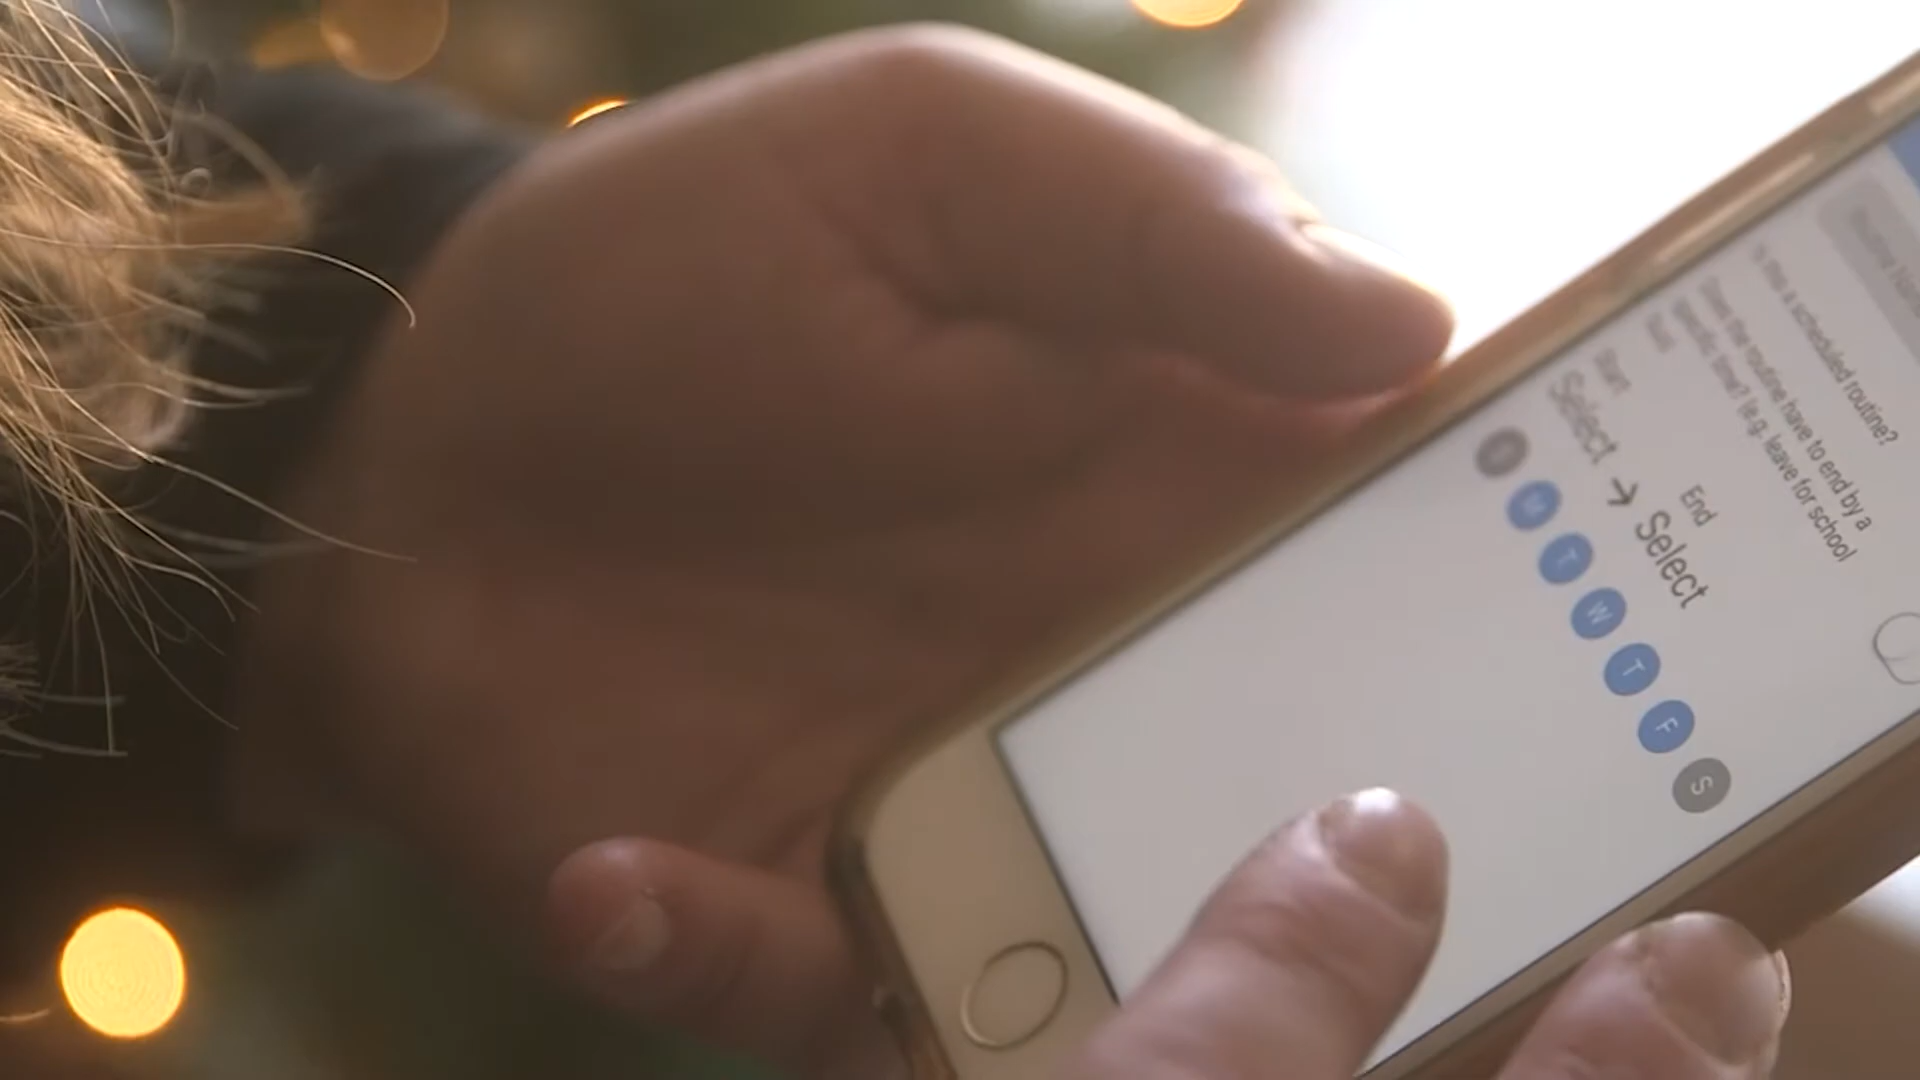 Is this a scheduled routine?
Does the routine have to end by a
specific time? (e.g. leave for school
bus)
Start
End
Select → Select
S M T W T F S